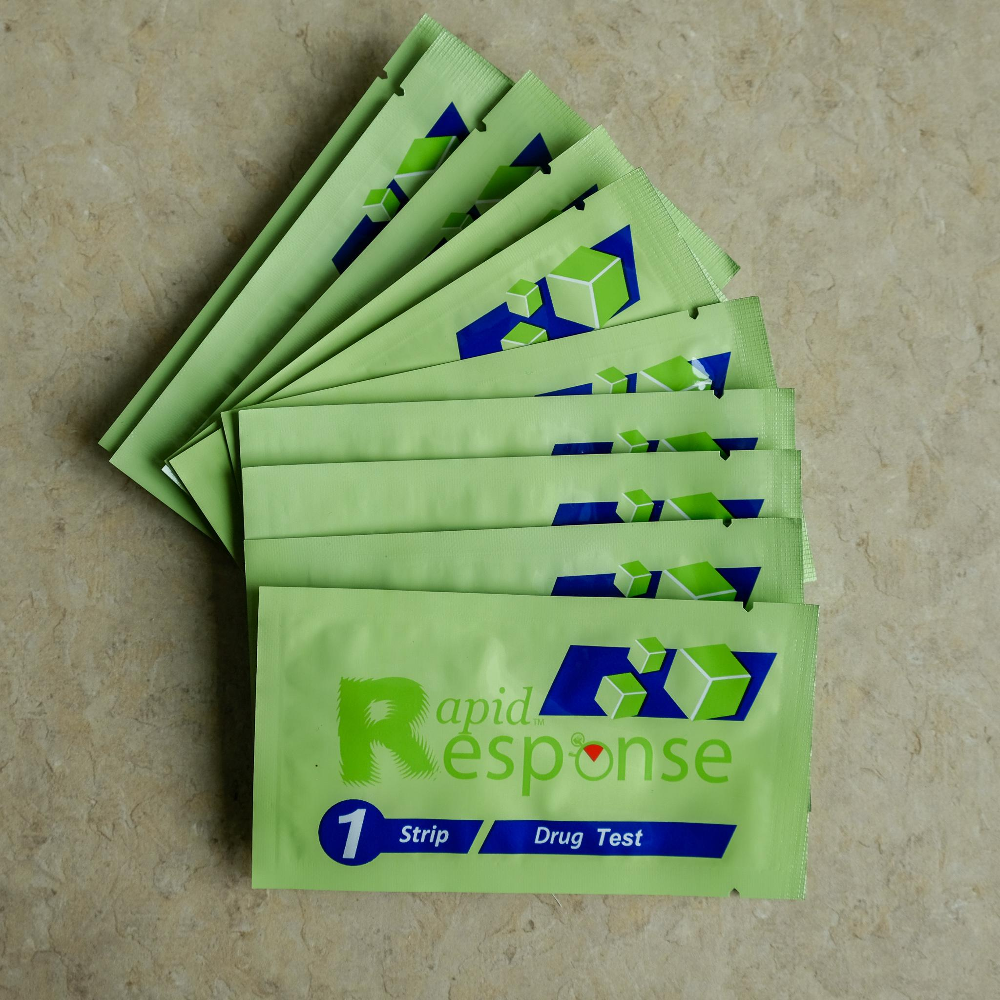 Rapid™
Response
1 Strip Drug Test